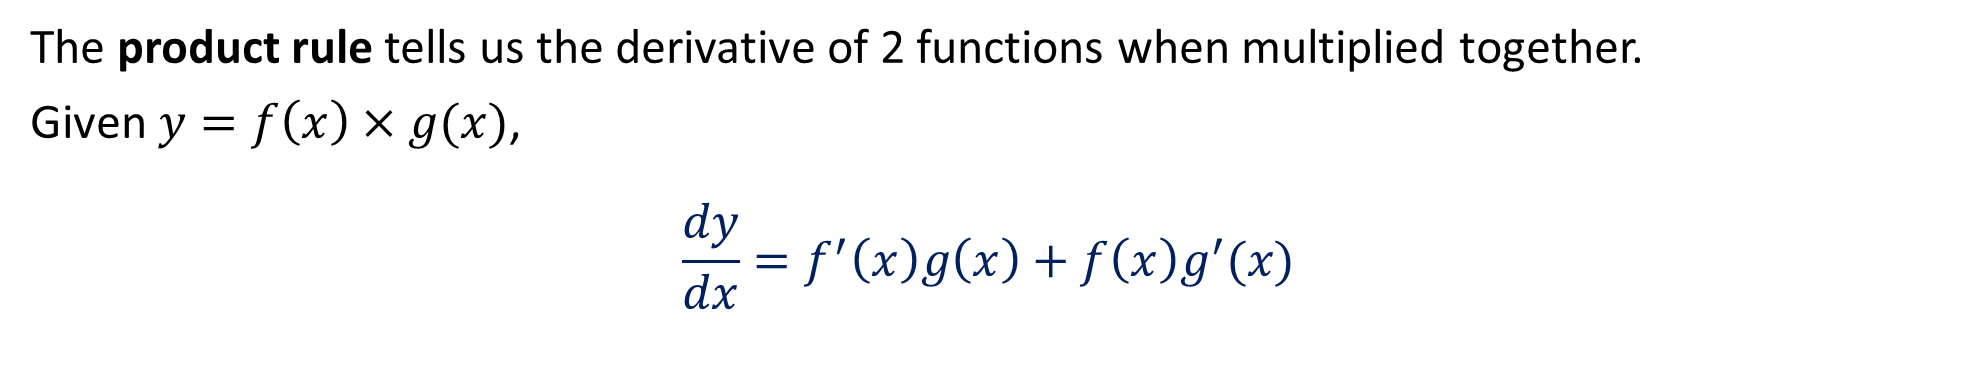 The product rule tells us the derivative of 2 functions when multiplied together.
Given y = f(x) × g(x),
dy/dx = f′(x)g(x) + f(x)g′(x)